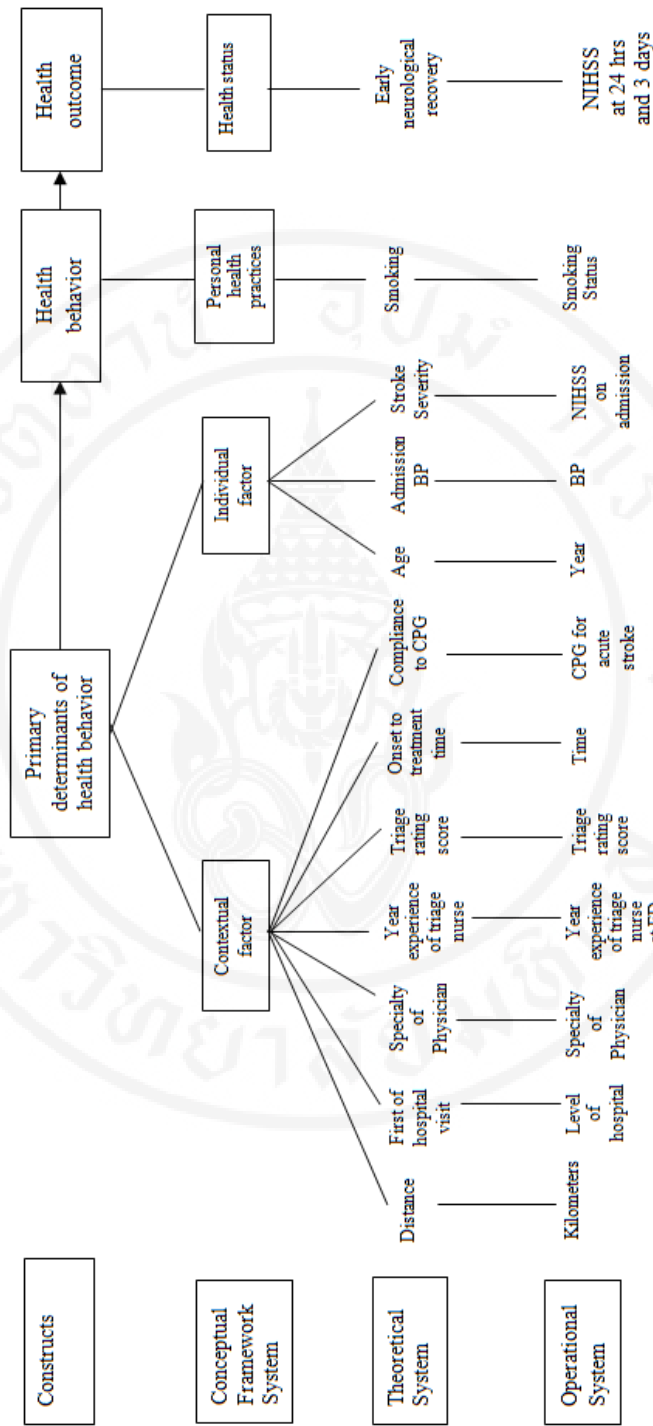 Constructs
Primary
determinants of
health behavior
Health
behavior
Health
outcome
Conceptual
Framework
System
Contextual
factor
Individual
factor
Personal
health
practices
Health status
Theoretical
System
Distance
First of
hospital
visit
Specialty
of
Physician
Year
experience
of triage
nurse
Triage
rating
score
Onset to
treatment
time
Compliance
to CPG
Age
Admission
BP
Stroke
Severity
Smoking
Early
neurological
recovery
Operational
System
Kilometers
Level
of
hospital
Specialty
of
Physician
Year
experience
of triage
nurse
Triage
rating
score
Time
CPG for
acute
stroke
Year
BP
NIHSS
on
admission
Smoking
Status
NIHSS
at 24 hrs
and 3 days
อุปมํ